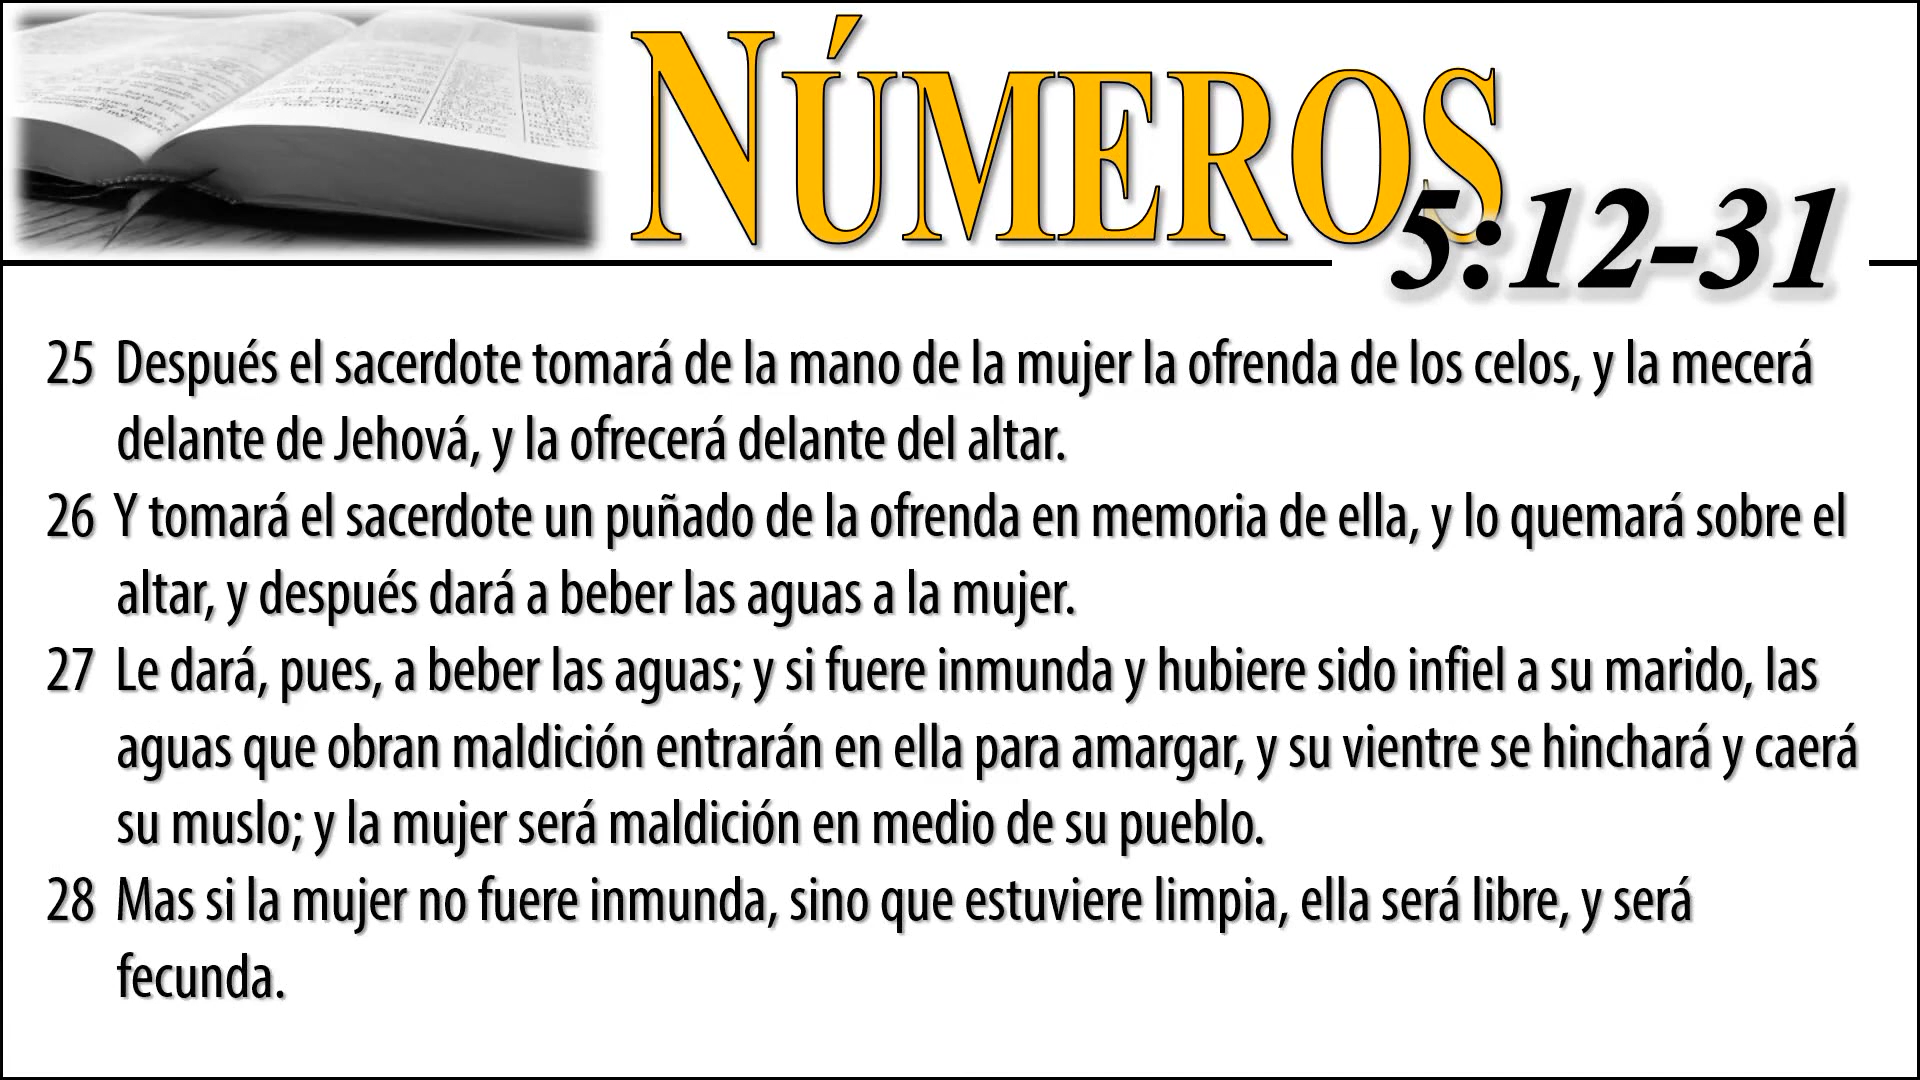 NÚMEROS
5:12-31
25 Después el sacerdote tomará de la mano de la mujer la ofrenda de los celos, y la mecerá
delante de Jehová, y la ofrecerá delante del altar.
26 Y tomará el sacerdote un puñado de la ofrenda en memoria de ella, y lo quemará sobre el
altar, y después dará a beber las aguas a la mujer.
27 Le dará, pues, a beber las aguas; y si fuere inmunda y hubiere sido infiel a su marido, las
aguas que obran maldición entrarán en ella para amargar, y su vientre se hinchará y caerá
su muslo; y la mujer será maldición en medio de su pueblo.
28 Mas si la mujer no fuere inmunda, sino que estuviere limpia, ella será libre, y será
fecunda.